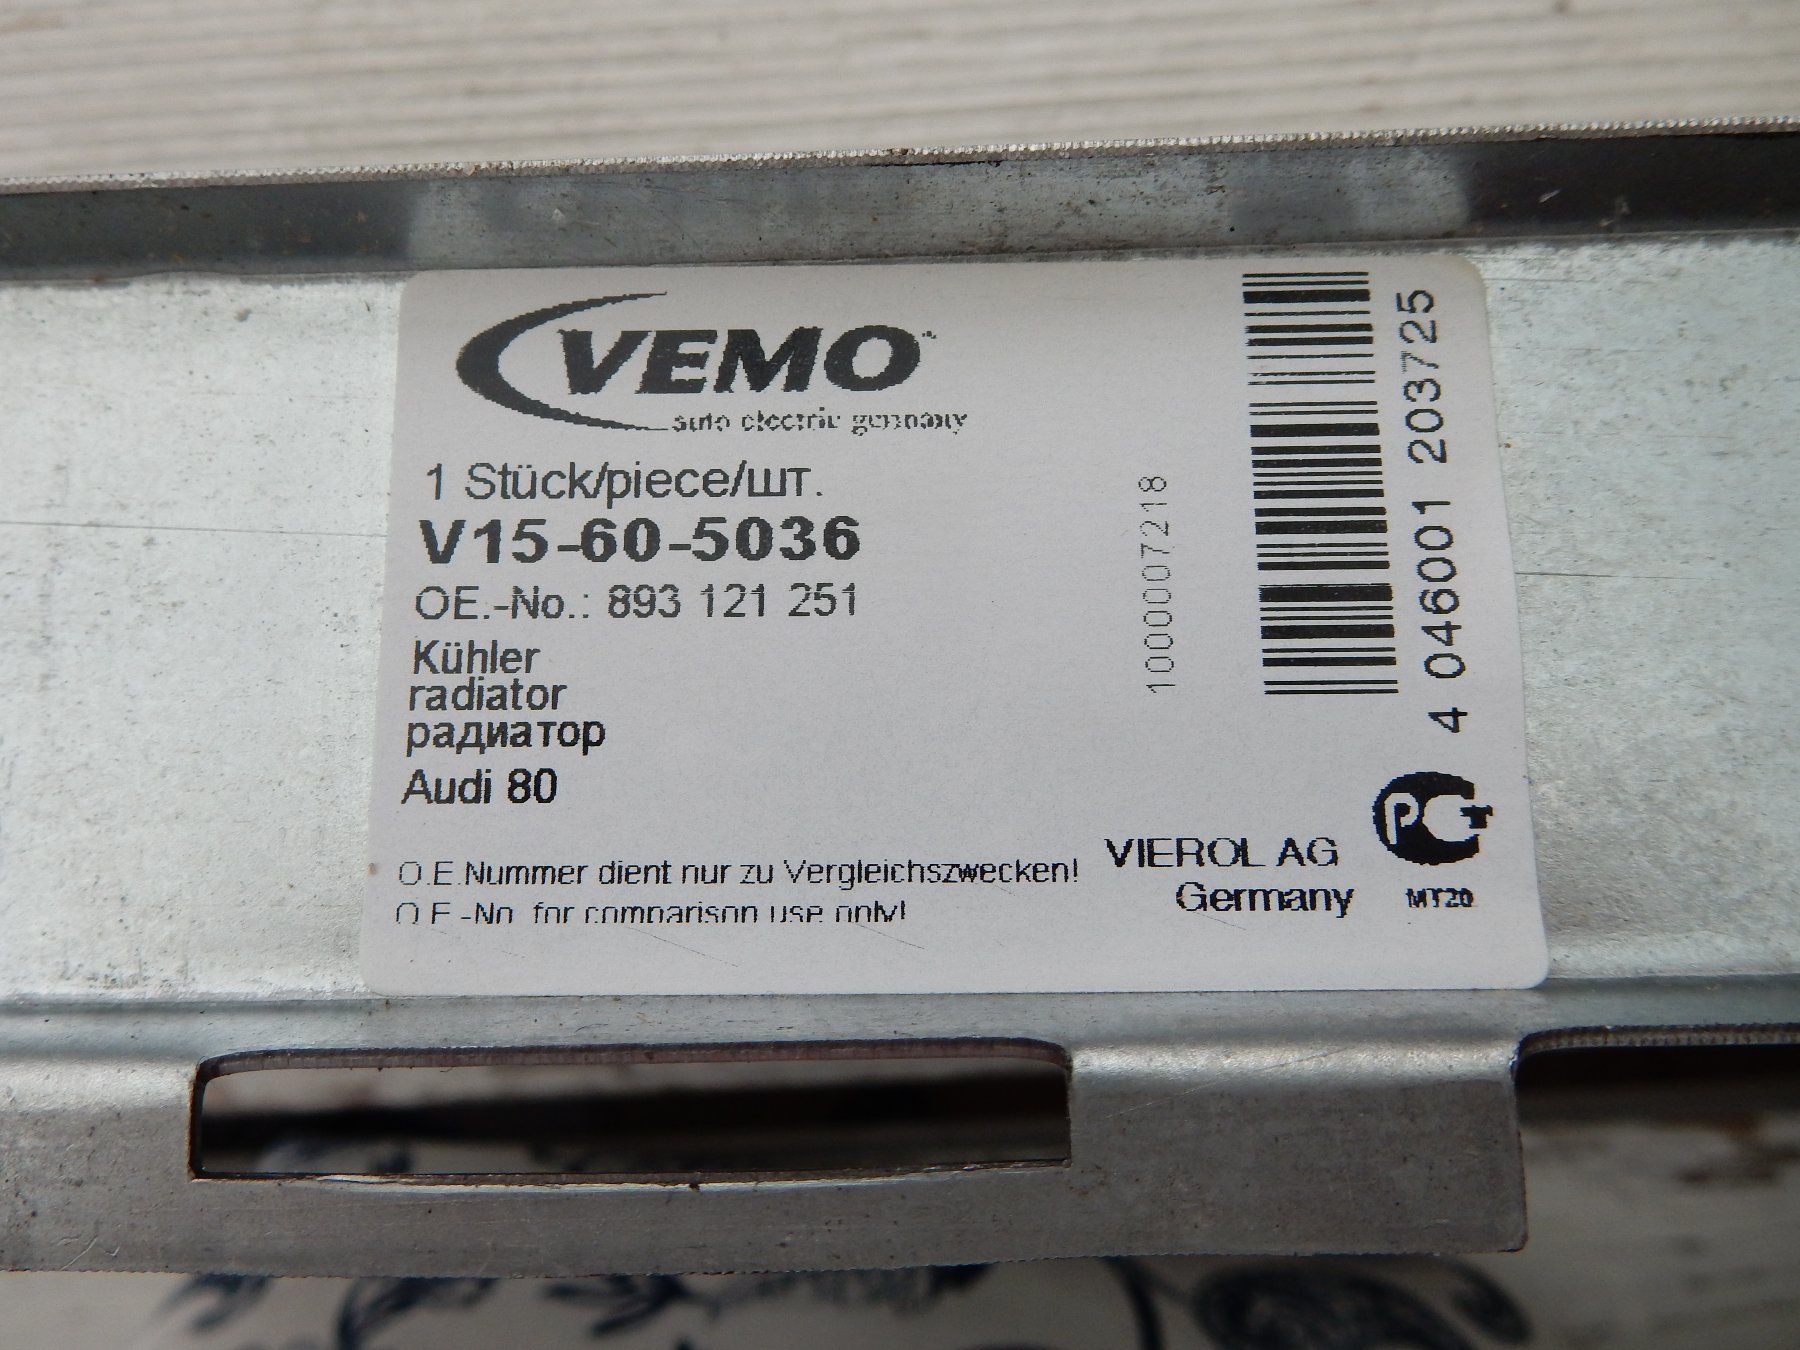 VEMO™
auto electric germany
1 Stück/piece/шт.
V15-60-5036
OE.-No.: 893 121 251
Kühler
radiator
радиатор
Audi 80
O.E.Nummer dient nur zu Vergleichszwecken!
O.E.-No. for comparison use only!
1000007218
4 046001 203725
VIEROL AG
Germany
РСТ
MT20